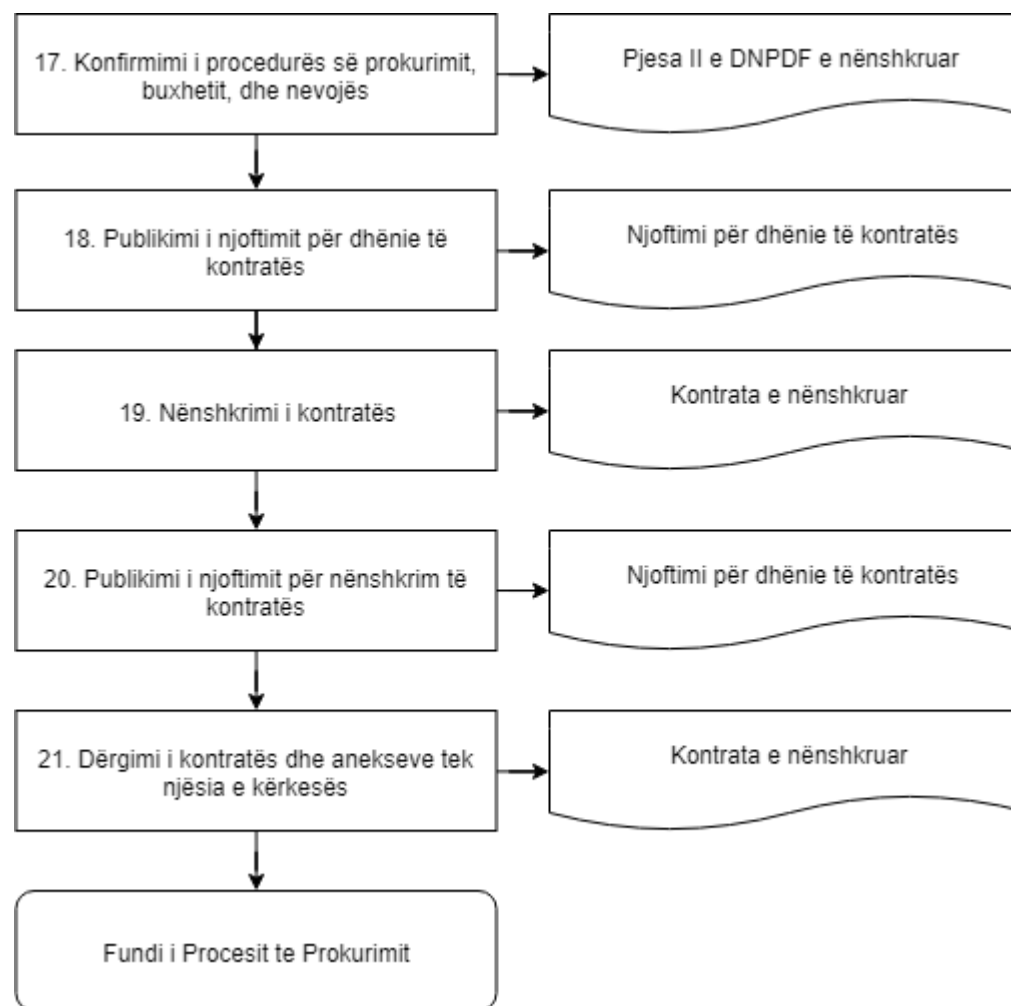 17. Konfirmimi i procedurës së prokurimit,
buxhetit, dhe nevojës
Pjesa II e DNPDF e nënshkruar
18. Publikimi i njoftimit për dhënie të
kontratës
Njoftimi për dhënie të kontratës
19. Nënshkrimi i kontratës
Kontrata e nënshkruar
20. Publikimi i njoftimit për nënshkrim të
kontratës
Njoftimi për dhënie të kontratës
21. Dërgimi i kontratës dhe anekseve tek
njësia e kërkesës
Kontrata e nënshkruar
Fundi i Procesit te Prokurimit